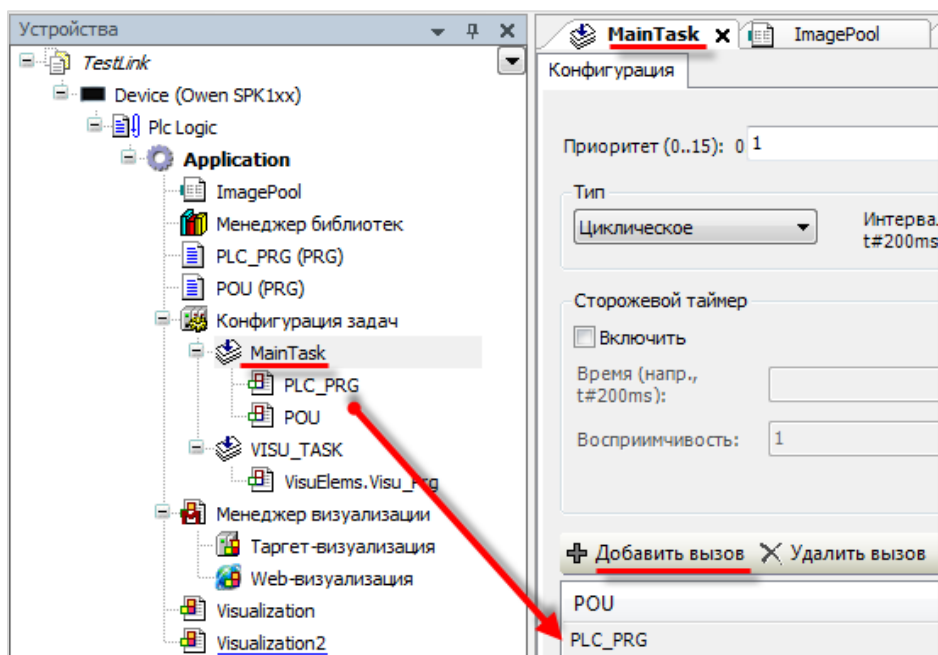 Устройства
TestLink
Device (Owen SPK1xx)
Plc Logic
Application
ImagePool
Менеджер библиотек
PLC_PRG (PRG)
POU (PRG)
Конфигурация задач
MainTask
PLC_PRG
POU
VISU_TASK
VisuElems.Visu_Prg
Менеджер визуализации
Таргет-визуализация
Web-визуализация
Visualization
Visualization2
MainTask ImagePool
Конфигурация
Приоритет (0..15): 0 1
Тип
Циклическое
Интервал
t#200ms
Сторожевой таймер
Включить
Время (напр.,
t#200ms):
Восприимчивость: 1
Добавить вызов Удалить вызов
POU
PLC_PRG